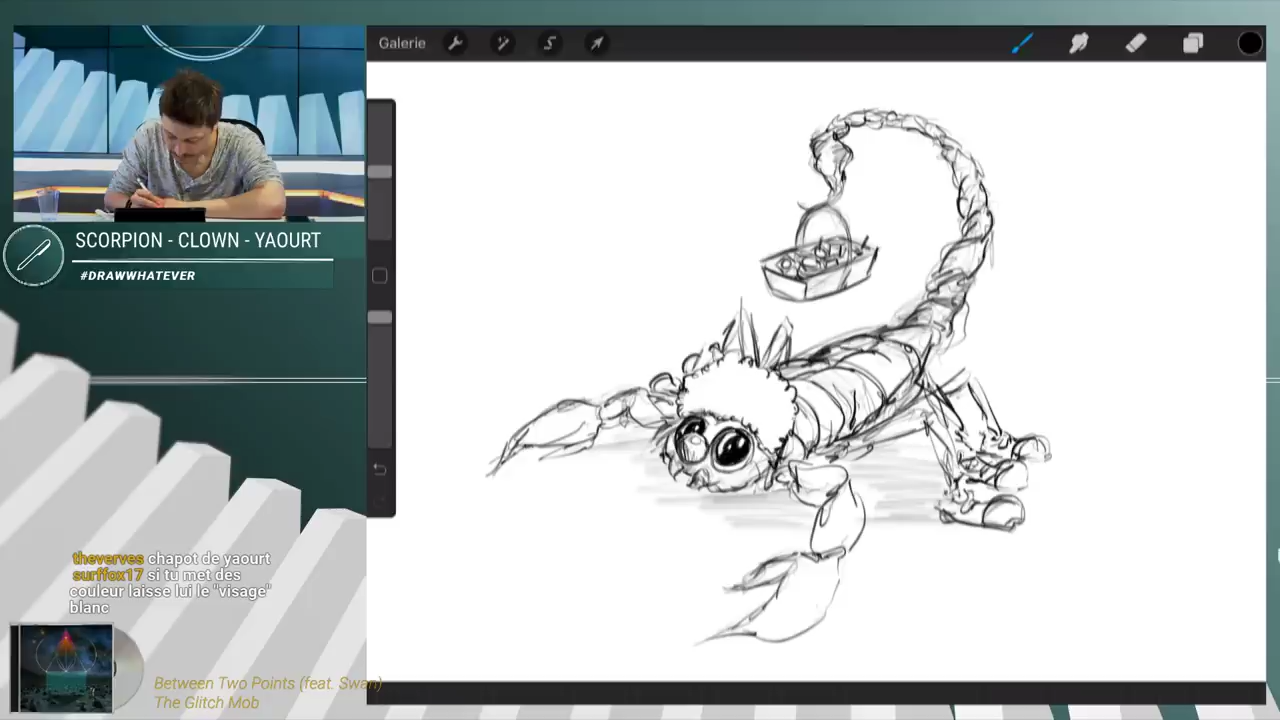 Galerie
SCORPION - CLOWN - YAOURT
#DRAWWHATEVER
theverves chapot de yaourt
surffox17 si tu met des
couleur laisse lui le "visage"
blanc
Between Two Points (feat. Swan)
The Glitch Mob